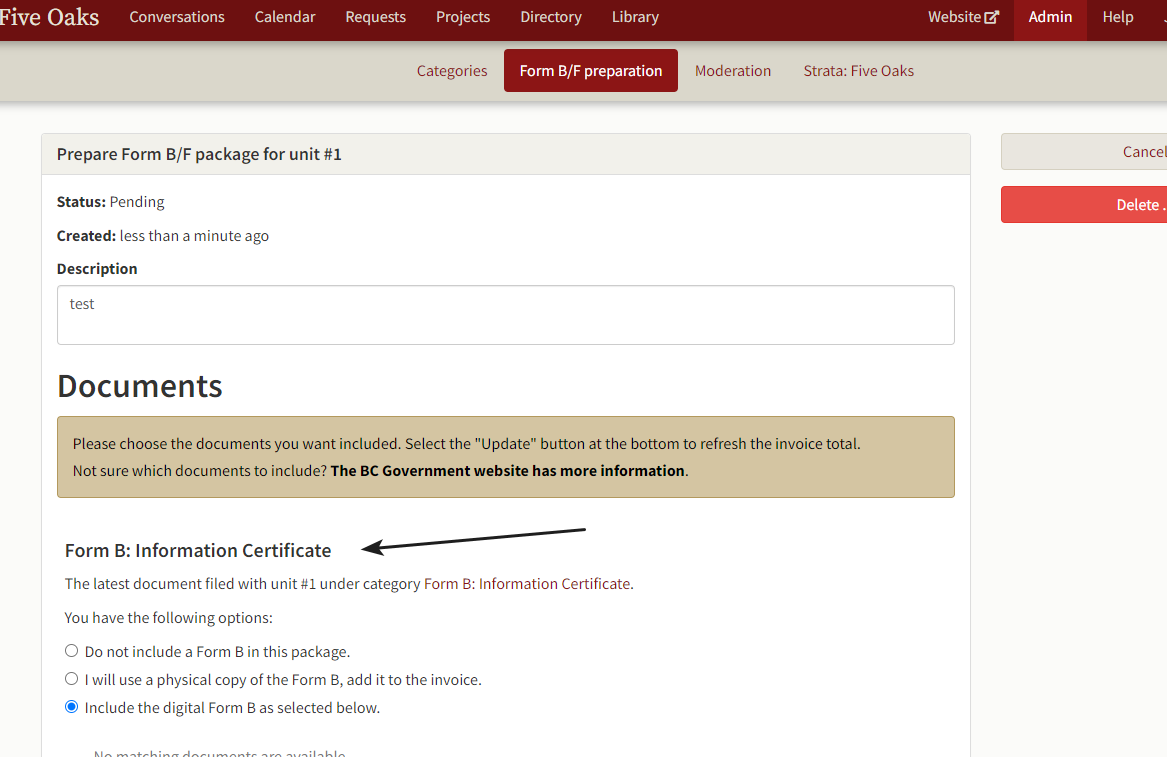 Five Oaks Conversations Calendar Requests Projects Directory Library Website Admin Help
Categories Form B/F preparation Moderation Strata: Five Oaks
Prepare Form B/F package for unit #1
Cancel
Status: Pending
Delete .
Created: less than a minute ago
Description
test
Documents
Please choose the documents you want included. Select the "Update" button at the bottom to refresh the invoice total.
Not sure which documents to include? The BC Government website has more information.
Form B: Information Certificate
The latest document filed with unit #1 under category Form B: Information Certificate.
You have the following options:
Do not include a Form B in this package.
I will use a physical copy of the Form B, add it to the invoice.
Include the digital Form B as selected below.
No matching documents are available